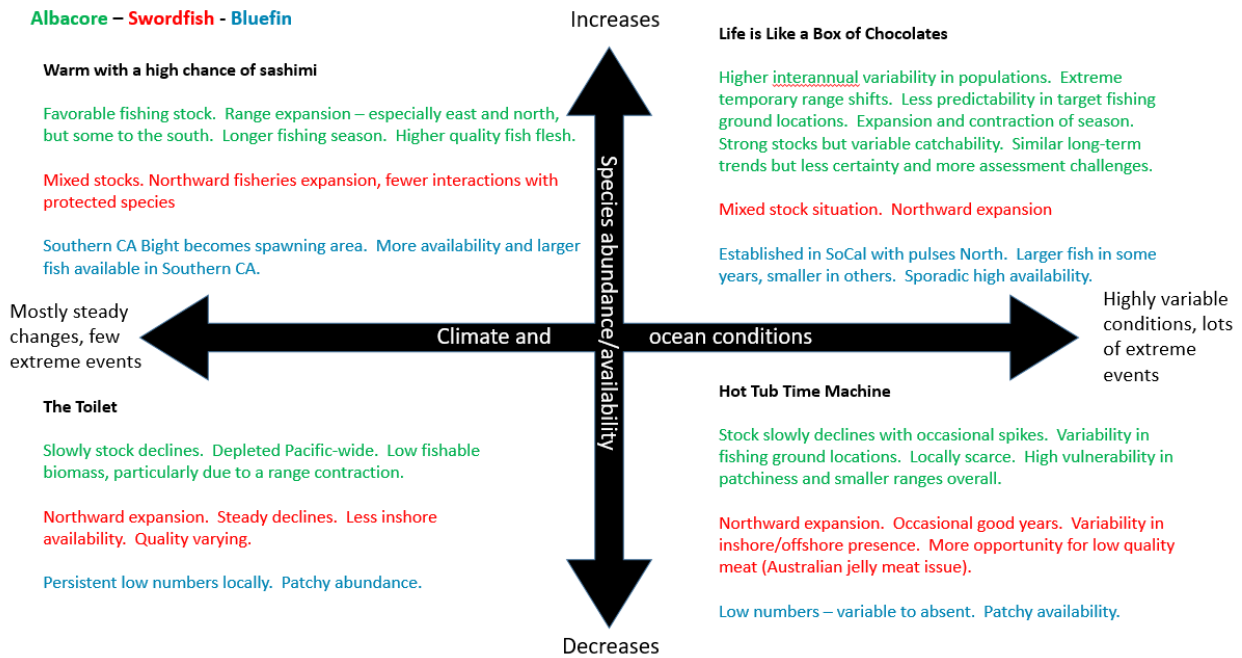 Albacore – Swordfish - Bluefin
Increases
Warm with a high chance of sashimi
Favorable fishing stock. Range expansion – especially east and north,
but some to the south. Longer fishing season. Higher quality fish flesh.
Mixed stocks. Northward fisheries expansion, fewer interactions with
protected species
Southern CA Bight becomes spawning area. More availability and larger
fish available in Southern CA.
Life is Like a Box of Chocolates
Higher interannual variability in populations. Extreme
temporary range shifts. Less predictability in target fishing
ground locations. Expansion and contraction of season.
Strong stocks but variable catchability. Similar long-term
trends but less certainty and more assessment challenges.
Mixed stock situation. Northward expansion
Established in SoCal with pulses North. Larger fish in some
years, smaller in others. Sporadic high availability.
Species abundance/availability
Mostly steady
changes, few
extreme events
Climate and ocean conditions
Highly variable
conditions, lots
of extreme
events
The Toilet
Slowly stock declines. Depleted Pacific-wide. Low fishable
biomass, particularly due to a range contraction.
Northward expansion. Steady declines. Less inshore
availability. Quality varying.
Persistent low numbers locally. Patchy abundance.
Hot Tub Time Machine
Stock slowly declines with occasional spikes. Variability in
fishing ground locations. Locally scarce. High vulnerability in
patchiness and smaller ranges overall.
Northward expansion. Occasional good years. Variability in
inshore/offshore presence. More opportunity for low quality
meat (Australian jelly meat issue).
Low numbers – variable to absent. Patchy availability.
Decreases